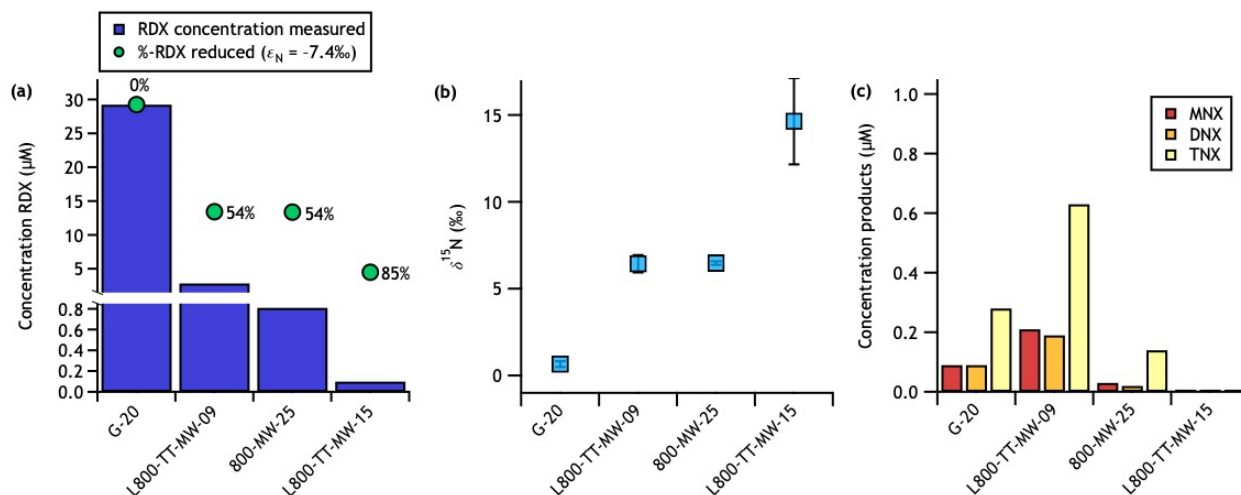 RDX concentration measured
%-RDX reduced (εN = –7.4‰)
(a)
Concentration RDX (µM)
30
25
20
15
10
5
0.8
0.6
0.4
0.2
0.0
0%
54%
54%
85%
G-20
L800-TT-MW-09
800-MW-25
L800-TT-MW-15
(b)
δ15N (‰)
15
10
5
0
G-20
L800-TT-MW-09
800-MW-25
L800-TT-MW-15
(c)
Concentration products (µM)
1.0
0.8
0.6
0.4
0.2
0.0
MNX
DNX
TNX
G-20
L800-TT-MW-09
800-MW-25
L800-TT-MW-15